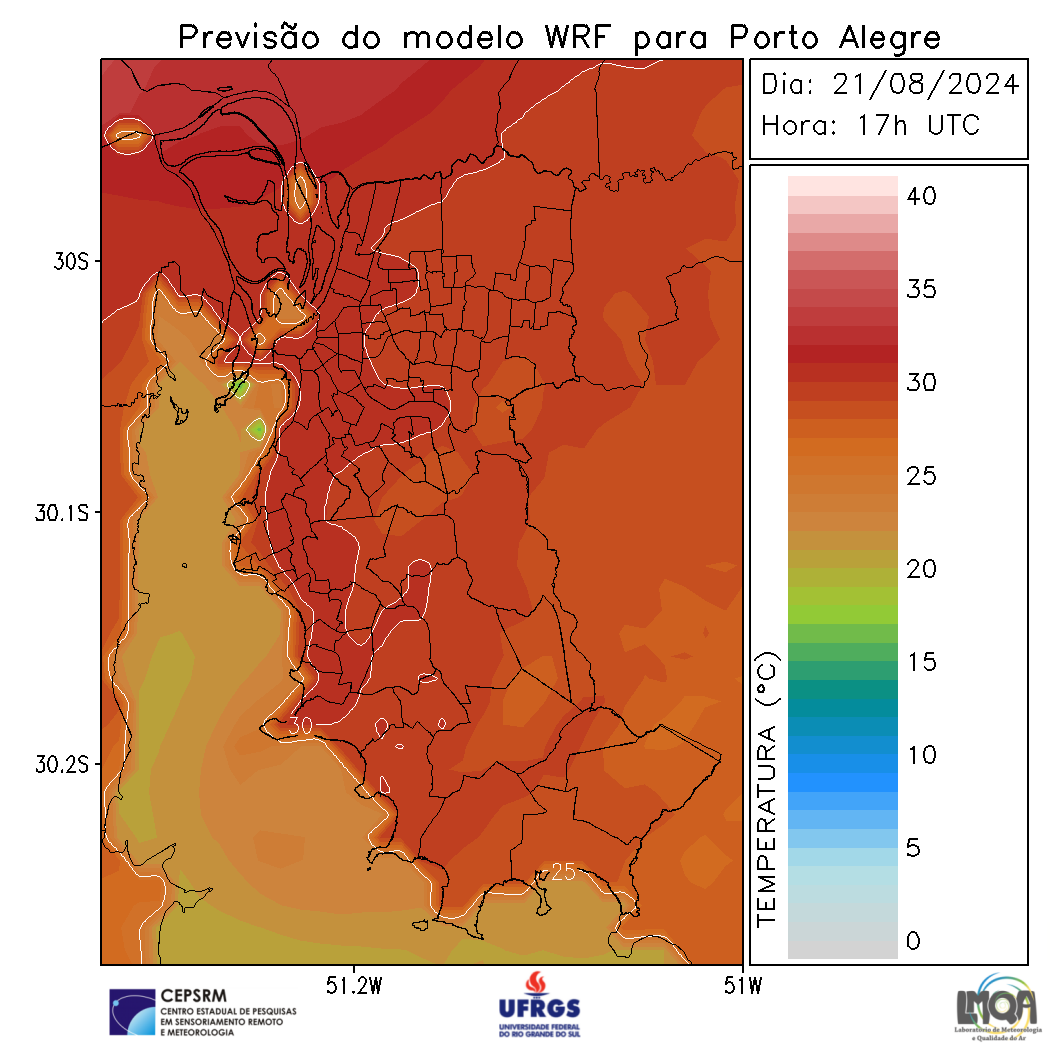 Previsão do modelo WRF para Porto Alegre
Dia: 21/08/2024
Hora: 17h UTC
40
35
30
25
20
15
10
5
0
TEMPERATURA (°C)
30S
30.1S
30.2S
51.2W
51W
30
25
CEPSRM
CENTRO ESTADUAL DE PESQUISAS
EM SENSORIAMENTO REMOTO
E METEOROLOGIA
UFRGS
UNIVERSIDADE FEDERAL
DO RIO GRANDE DO SUL
LMQA
Laboratório de Meteorologia
e Qualidade do Ar